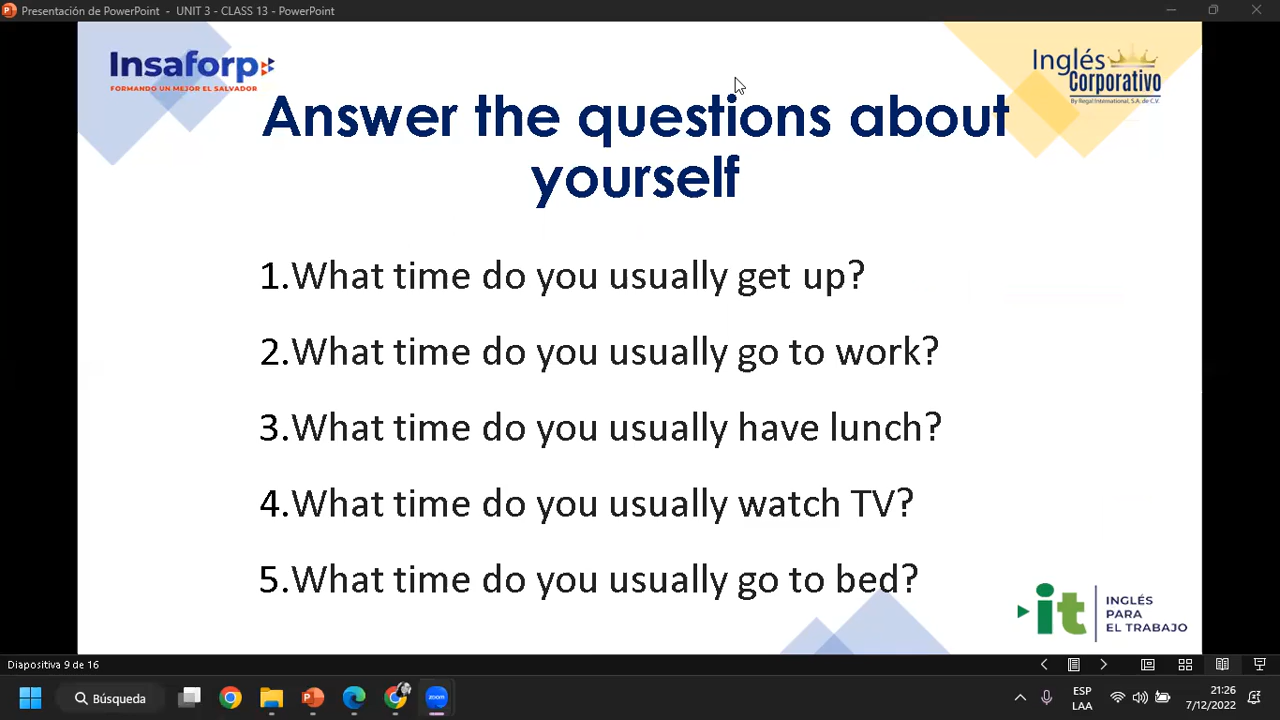 Presentación de PowerPoint - UNIT 3 - CLASS 13 - PowerPoint
Insaforp
FORMANDO UN MEJOR EL SALVADOR
Inglés
Corporativo
By Regal International, S.A. de C.V.
Answer the questions about
yourself
1.What time do you usually get up?
2.What time do you usually go to work?
3.What time do you usually have lunch?
4.What time do you usually watch TV?
5.What time do you usually go to bed?
it
INGLÉS
PARA
EL TRABAJO
Diapositiva 9 de 16
Búsqueda
zoom
ESP
LAA
21:26
7/12/2022